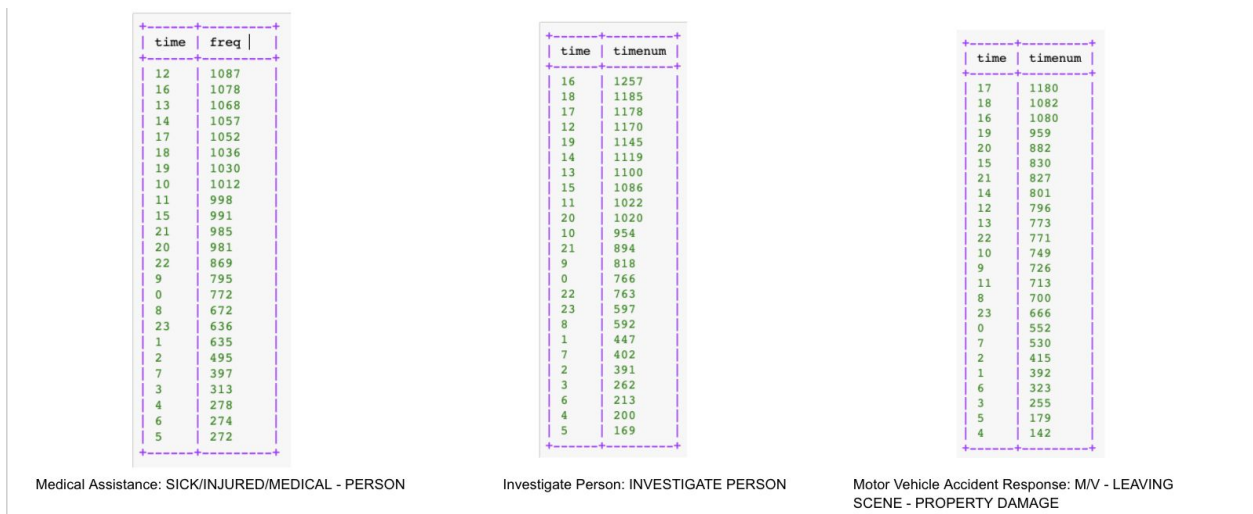 +------+----------+
| time | freq |    |
+------+----------+
| 12 | 1087 |
| 16 | 1078 |
| 13 | 1068 |
| 14 | 1057 |
| 17 | 1052 |
| 18 | 1036 |
| 19 | 1030 |
| 10 | 1012 |
| 11 | 998 |
| 15 | 991 |
| 21 | 985 |
| 20 | 981 |
| 22 | 869 |
| 9 | 795 |
| 0 | 772 |
| 8 | 672 |
| 23 | 636 |
| 1 | 635 |
| 2 | 495 |
| 7 | 397 |
| 3 | 313 |
| 4 | 278 |
| 6 | 274 |
| 5 | 272 |
+------+----------+
Medical Assistance: SICK/INJURED/MEDICAL - PERSON
+------+---------+
| time | timenum |
+------+---------+
| 16 | 1257 |
| 18 | 1185 |
| 17 | 1178 |
| 12 | 1170 |
| 19 | 1145 |
| 14 | 1119 |
| 13 | 1100 |
| 15 | 1086 |
| 11 | 1022 |
| 20 | 1020 |
| 10 | 954 |
| 21 | 894 |
| 9 | 818 |
| 0 | 766 |
| 22 | 763 |
| 23 | 597 |
| 8 | 592 |
| 1 | 447 |
| 7 | 402 |
| 2 | 391 |
| 3 | 262 |
| 6 | 213 |
| 4 | 200 |
| 5 | 169 |
+------+---------+
Investigate Person: INVESTIGATE PERSON
+------+---------+
| time | timenum |
+------+---------+
| 17 | 1180 |
| 18 | 1082 |
| 16 | 1080 |
| 19 | 959 |
| 20 | 882 |
| 15 | 830 |
| 21 | 827 |
| 14 | 801 |
| 12 | 796 |
| 13 | 773 |
| 22 | 771 |
| 10 | 749 |
| 9 | 726 |
| 11 | 713 |
| 8 | 700 |
| 23 | 666 |
| 0 | 552 |
| 7 | 530 |
| 2 | 415 |
| 1 | 392 |
| 6 | 323 |
| 3 | 255 |
| 5 | 179 |
| 4 | 142 |
+------+---------+
Motor Vehicle Accident Response: M/V - LEAVING
SCENE - PROPERTY DAMAGE